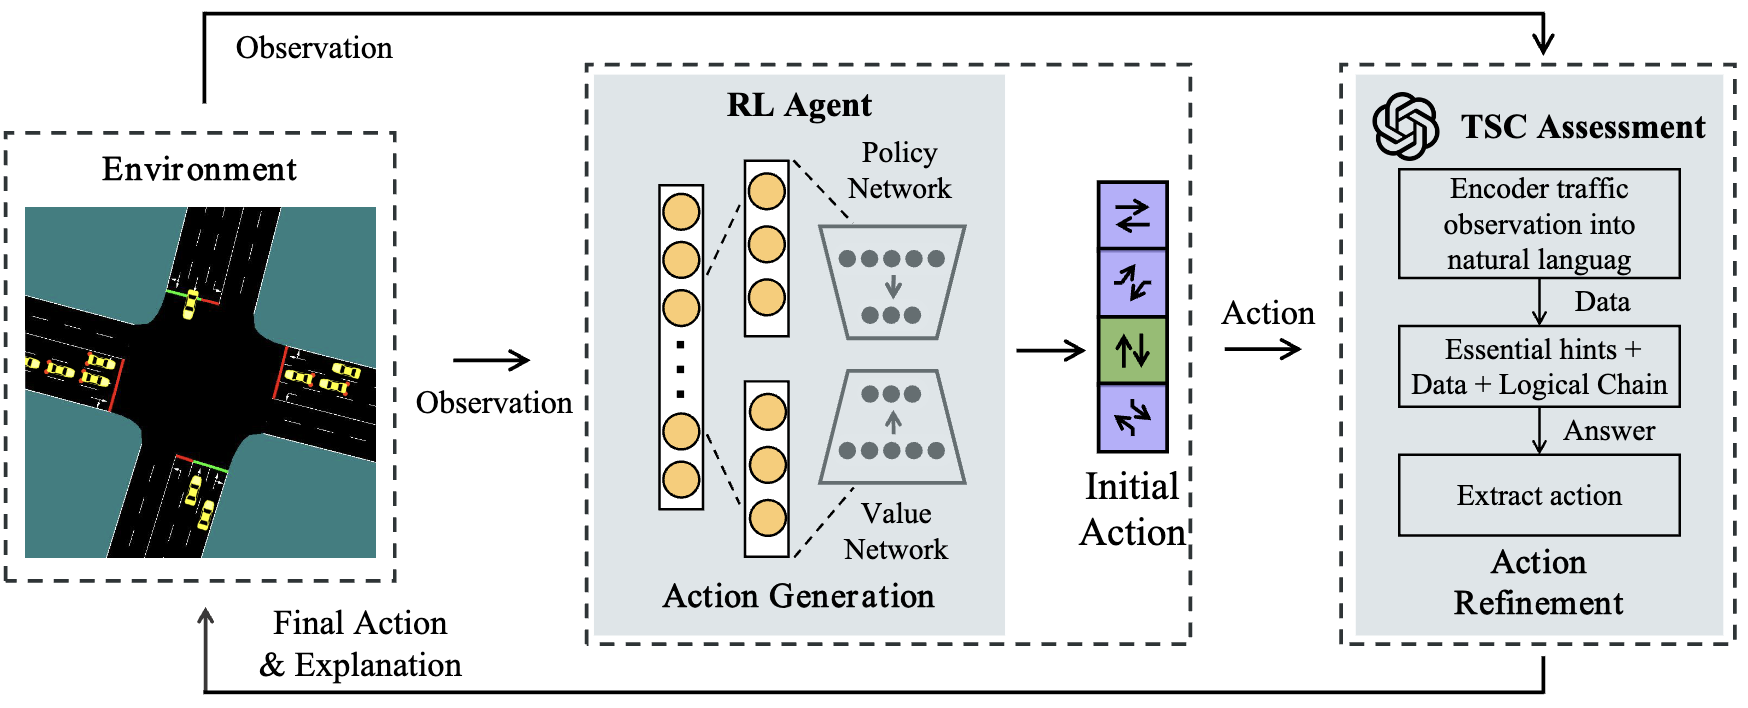 Observation
Environment
Observation
Final Action
& Explanation
RL Agent
Policy
Network
Value
Network
Action Generation
Initial
Action
Action
TSC Assessment
Encoder traffic
observation into
natural languag
Data
Essential hints +
Data + Logical Chain
Answer
Extract action
Action
Refinement